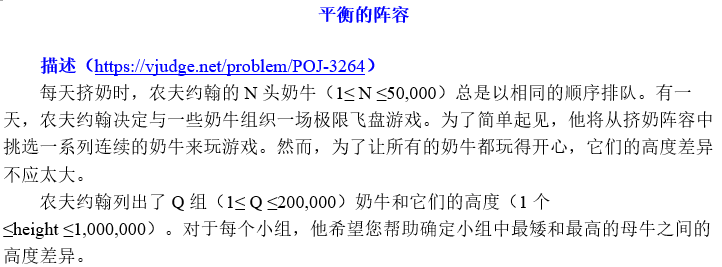 平衡的阵容
描述（https://vjudge.net/problem/POJ-3264）
每天挤奶时，农夫约翰的 N 头奶牛（1≤ N ≤50,000）总是以相同的顺序排队。有一
天，农夫约翰决定与一些奶牛组织一场极限飞盘游戏。为了简单起见，他将从挤奶阵容中
挑选一系列连续的奶牛来玩游戏。然而，为了让所有的奶牛都玩得开心，它们的高度差异
不应太大。
农夫约翰列出了 Q 组（1≤ Q ≤200,000）奶牛和它们的高度（1 个
≤height ≤1,000,000）。对于每个小组，他希望您帮助确定小组中最矮和最高的母牛之间的
高度差异。